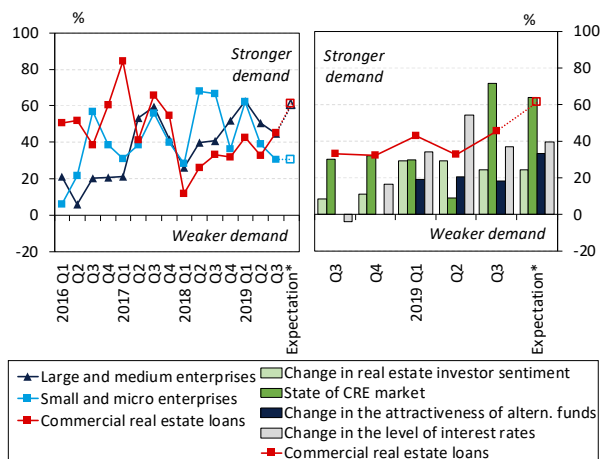 %
%
100
80
60
40
20
0
-20
Stronger
demand
Weaker demand
2016 Q1
Q2
Q3
Q4
2017 Q1
Q2
Q3
Q4
2018 Q1
Q2
Q3
Q4
2019 Q1
Q2
Q3
Expectation*
Stronger
demand
Weaker demand
100
80
60
40
20
0
-20
Q3
Q4
2019 Q1
Q2
Q3
Expectation*
Large and medium enterprises
Small and micro enterprises
Commercial real estate loans
Change in real estate investor sentiment
State of CRE market
Change in the attractiveness of altern. funds
Change in the level of interest rates
Commercial real estate loans